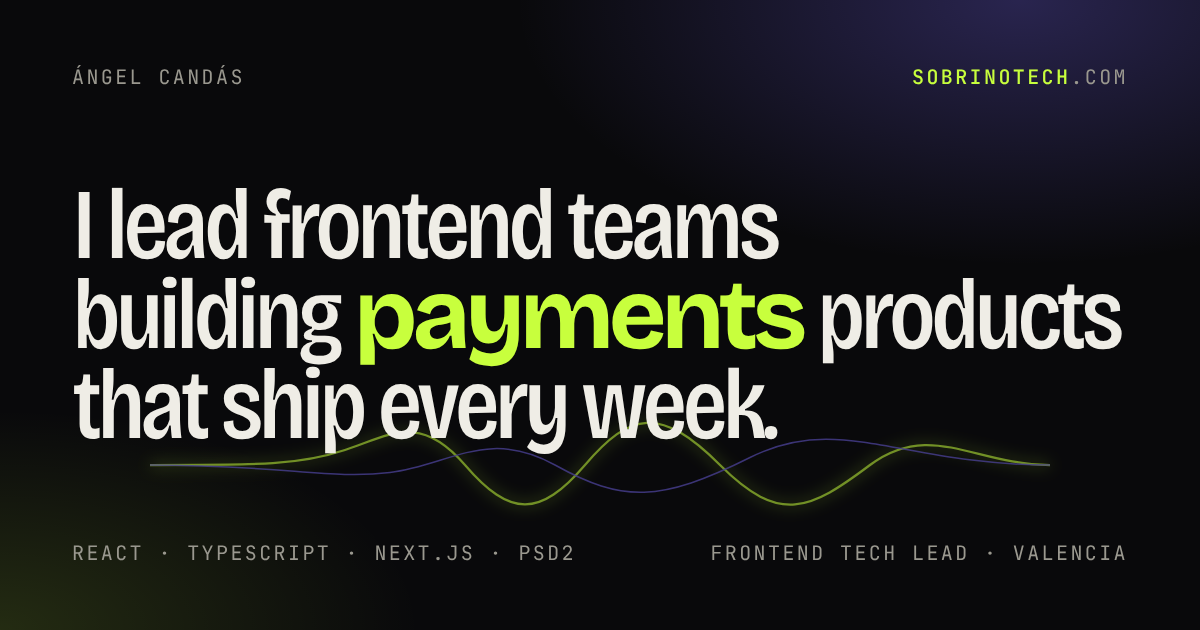 ÁNGEL CANDÁS
SOBRINOTECH.COM
I lead frontend teams
building payments products
that ship every week.
REACT · TYPESCRIPT · NEXT.JS · PSD2
FRONTEND TECH LEAD · VALENCIA